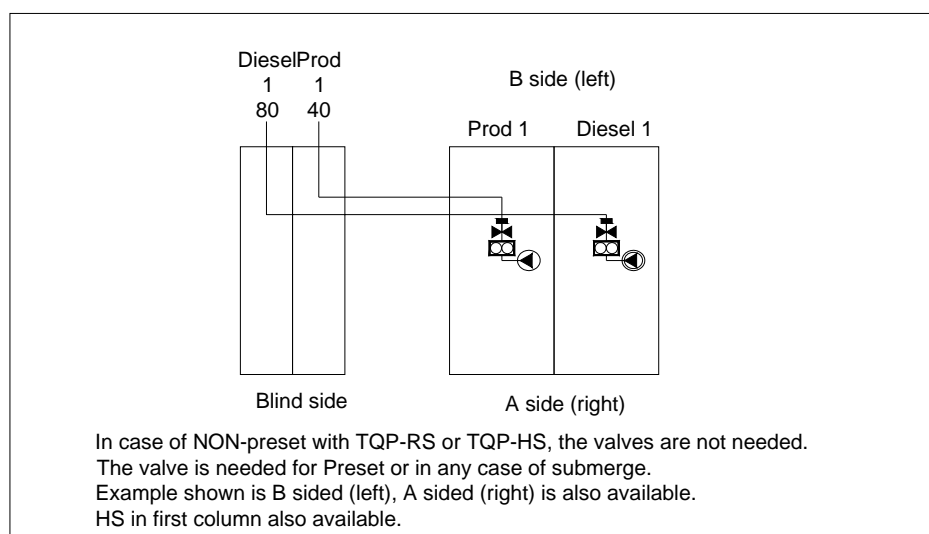 DieselProd
1 1
80 40
B side (left)
Prod 1 Diesel 1
Blind side
A side (right)
In case of NON-preset with TQP-RS or TQP-HS, the valves are not needed.
The valve is needed for Preset or in any case of submerge.
Example shown is B sided (left), A sided (right) is also available.
HS in first column also available.